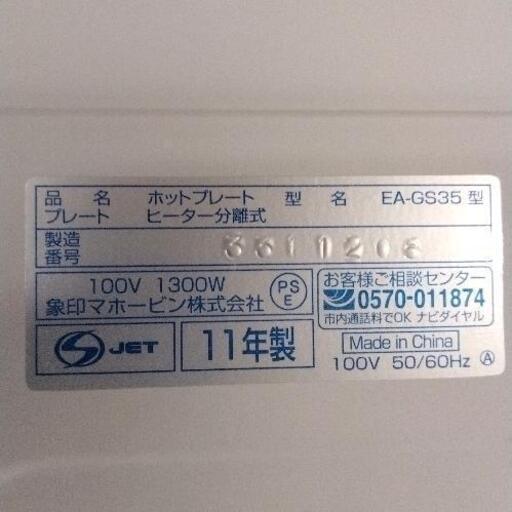 品名 ホットプレート 型名 EA-GS35型
プレート ヒーター分離式
製造
番号
100V 1300W
象印マホービン株式会社
PS
E
お客様ご相談センター
0570-011874
市内通話料でOK ナビダイヤル
JET
11年製
Made in China
100V 50/60Hz Ⓐ